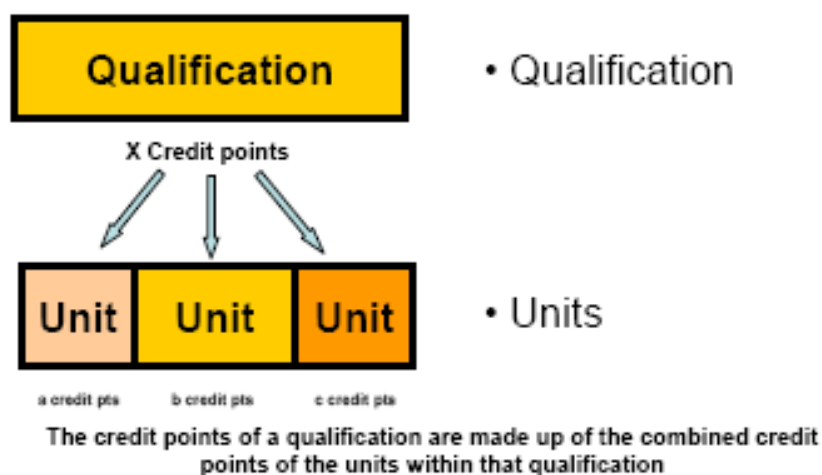 Qualification
• Qualification
X Credit points
Unit Unit Unit
• Units
a credit pts b credit pts c credit pts
The credit points of a qualification are made up of the combined credit
points of the units within that qualification